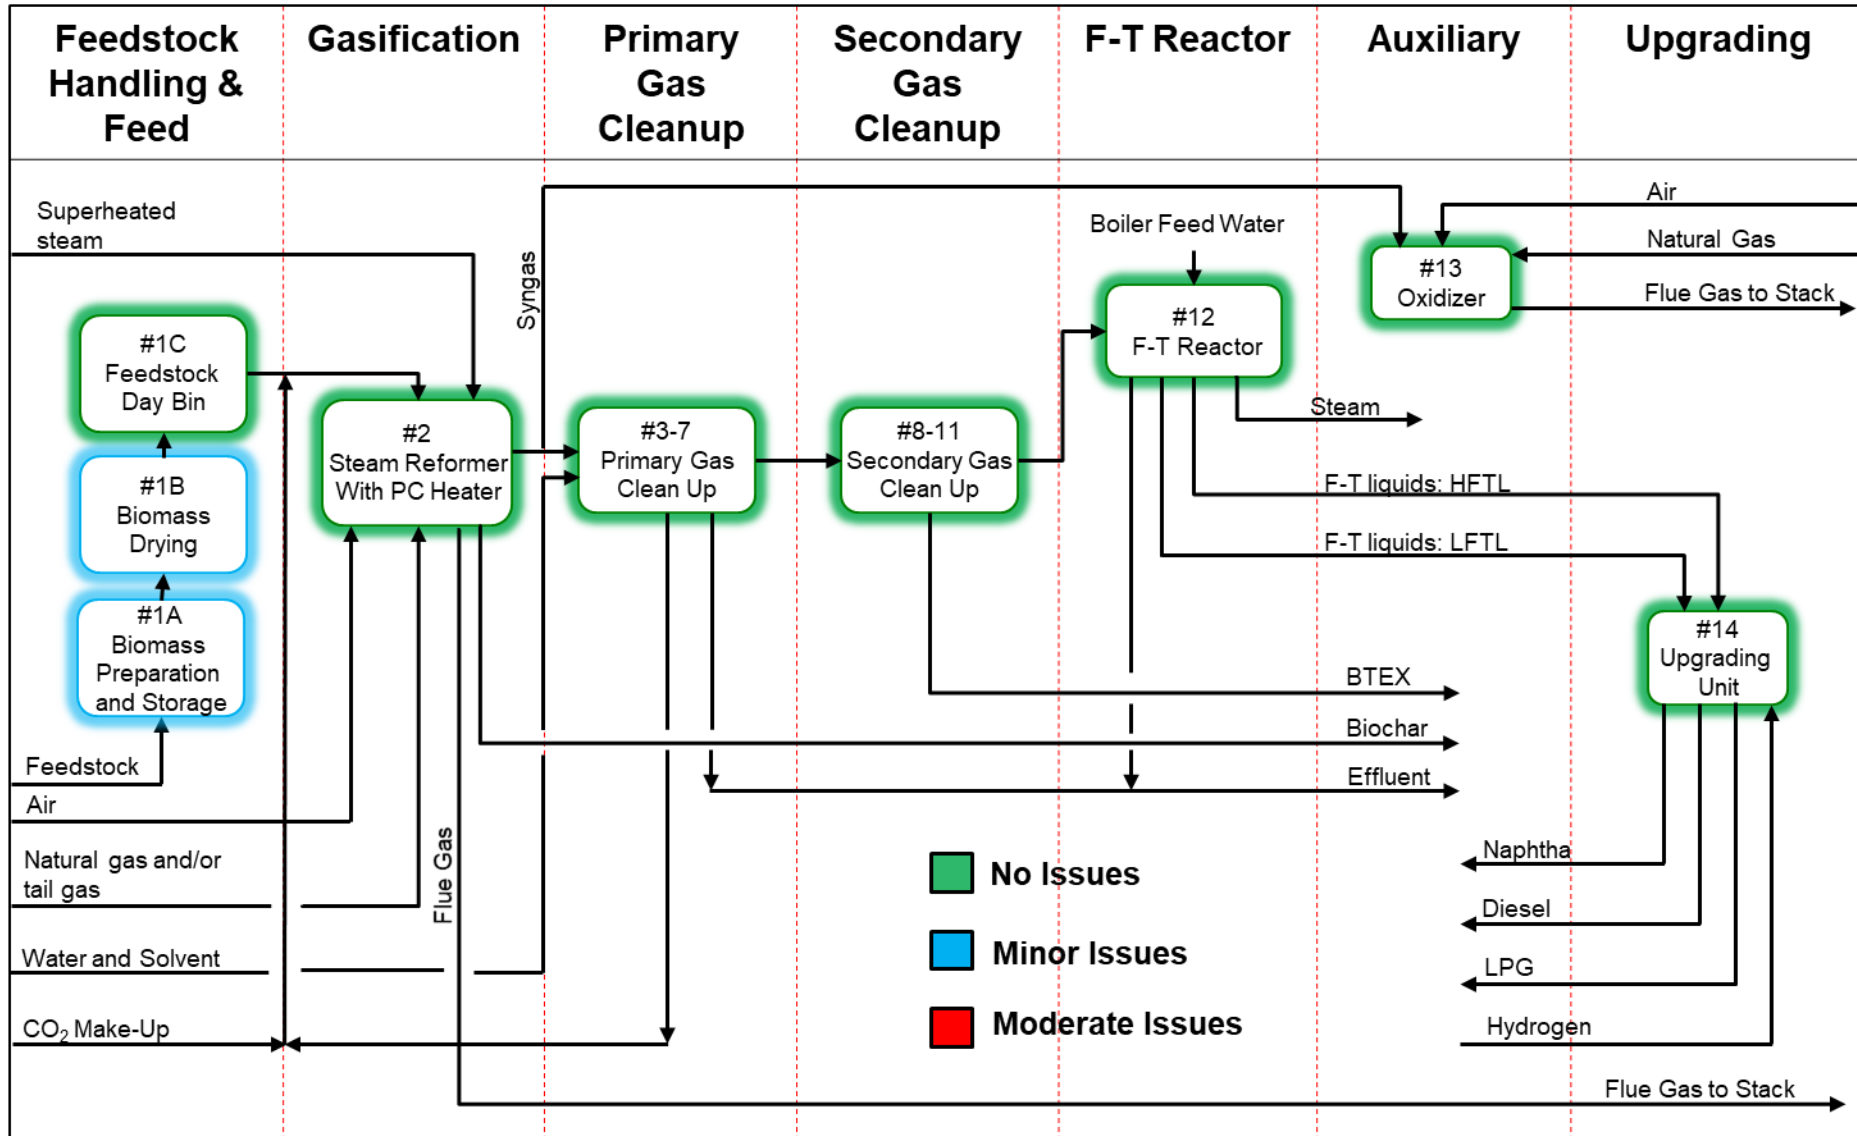 Feedstock
Handling &
Feed
Gasification
Primary
Gas
Cleanup
Secondary
Gas
Cleanup
F-T Reactor
Auxiliary
Upgrading
Superheated
steam
Syngas
Boiler Feed Water
Air
Natural Gas
Flue Gas to Stack
#13
Oxidizer
#12
F-T Reactor
#1C
Feedstock
Day Bin
#2
Steam Reformer
With PC Heater
#3-7
Primary Gas
Clean Up
#8-11
Secondary Gas
Clean Up
Steam
#1B
Biomass
Drying
F-T liquids: HFTL
F-T liquids: LFTL
#1A
Biomass
Preparation
and Storage
#14
Upgrading
Unit
BTEX
Biochar
Effluent
Feedstock
Air
Natural gas and/or
tail gas
Flue Gas
Water and Solvent
CO₂ Make-Up
No Issues
Minor Issues
Moderate Issues
Naphtha
Diesel
LPG
Hydrogen
Flue Gas to Stack